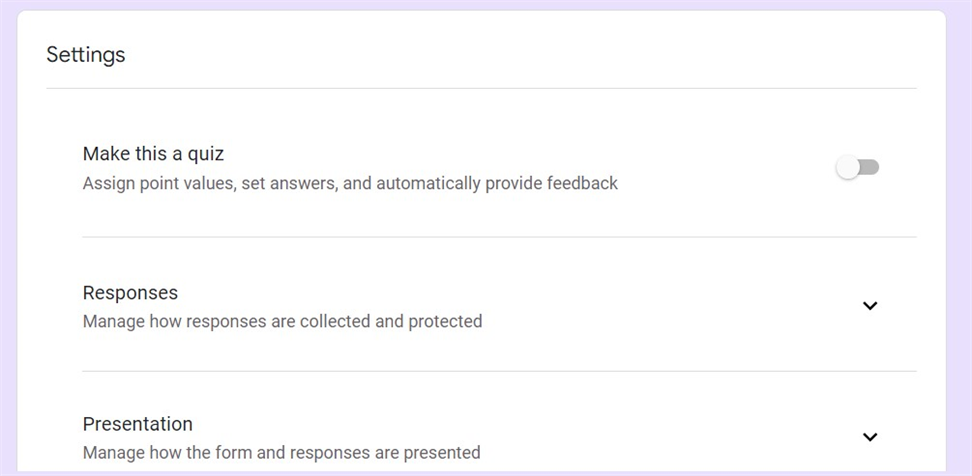 Settings
Make this a quiz
Assign point values, set answers, and automatically provide feedback
Responses
Manage how responses are collected and protected
Presentation
Manage how the form and responses are presented